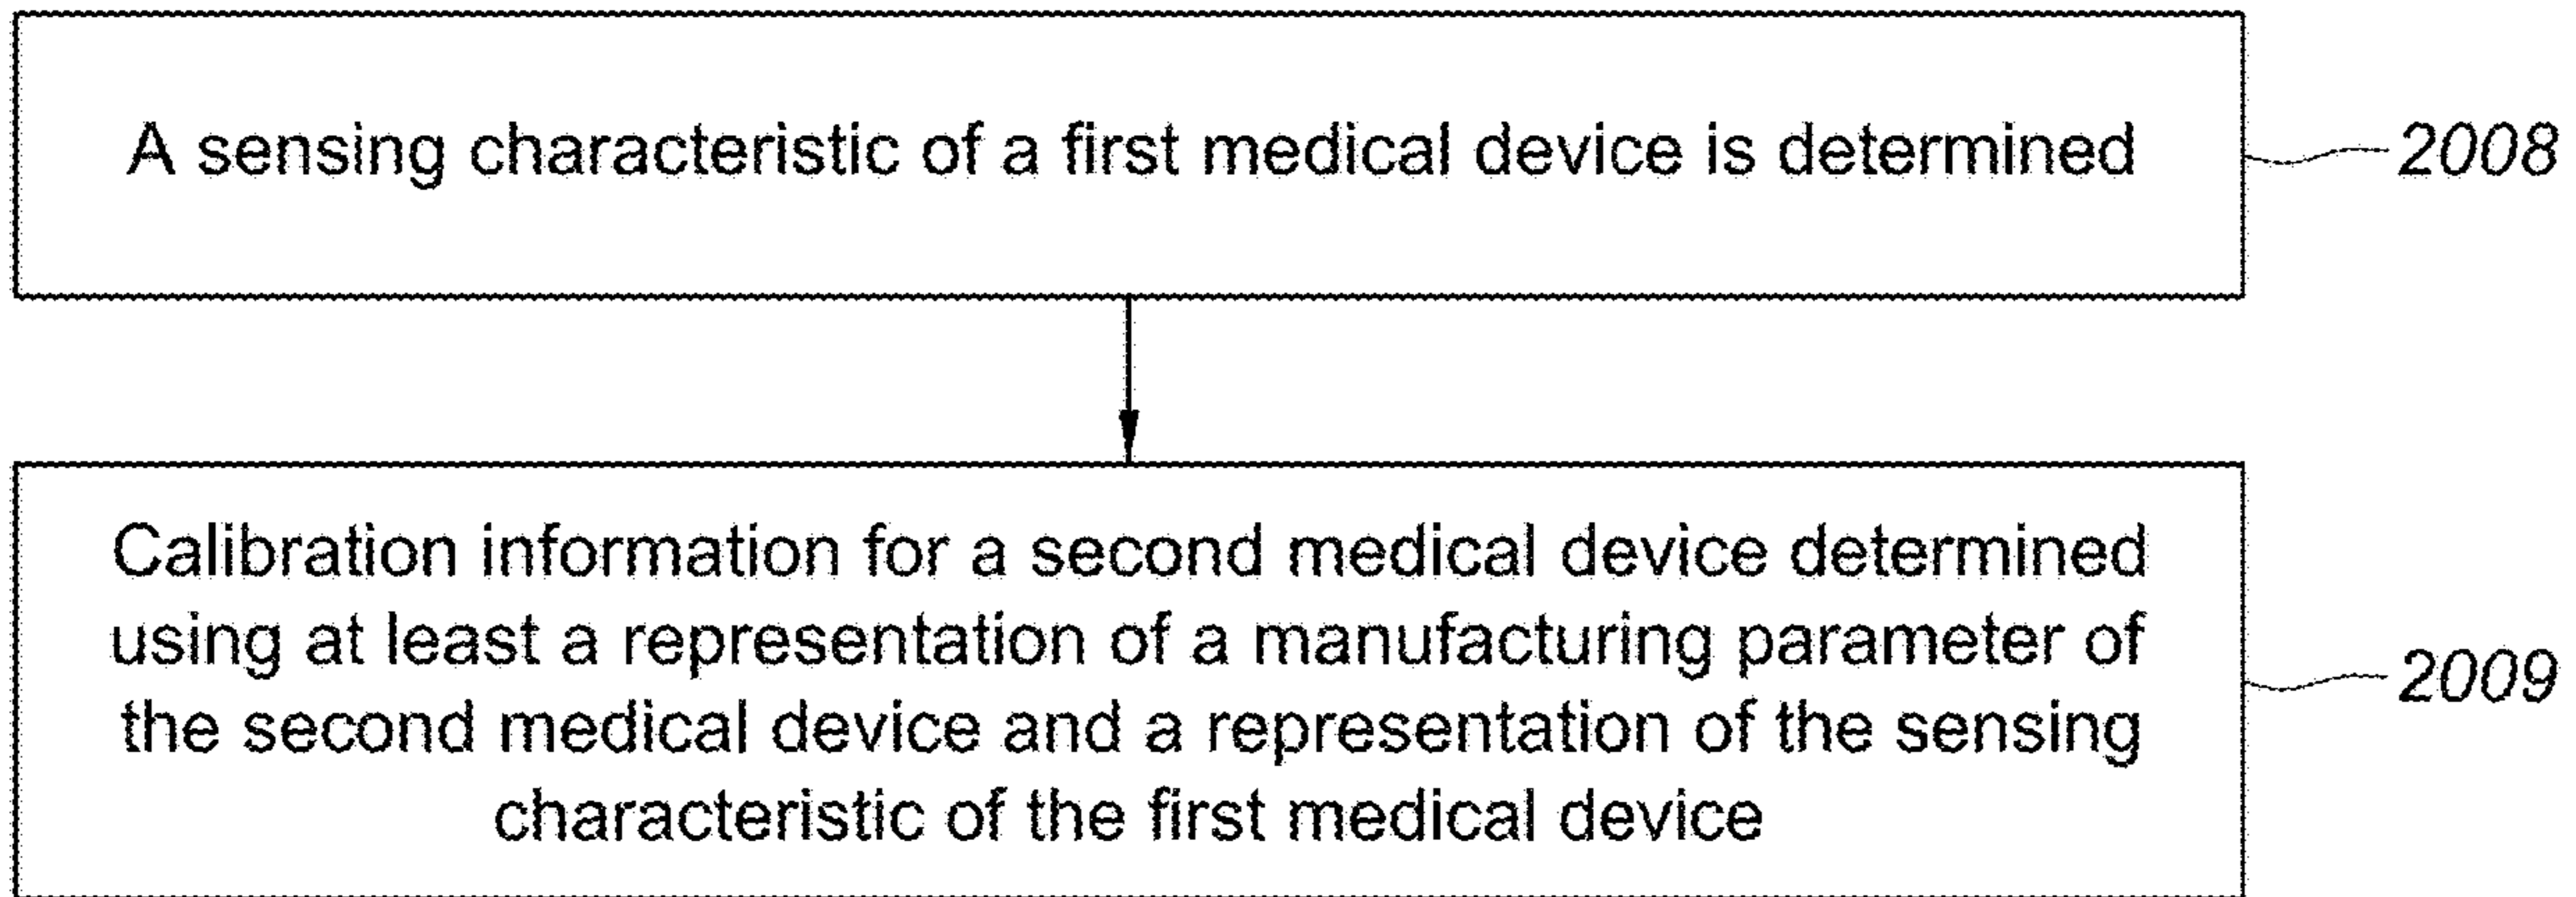 A sensing characteristic of a first medical device is determined
2008
Calibration information for a second medical device determined
using at least a representation of a manufacturing parameter of
the second medical device and a representation of the sensing
characteristic of the first medical device
2009